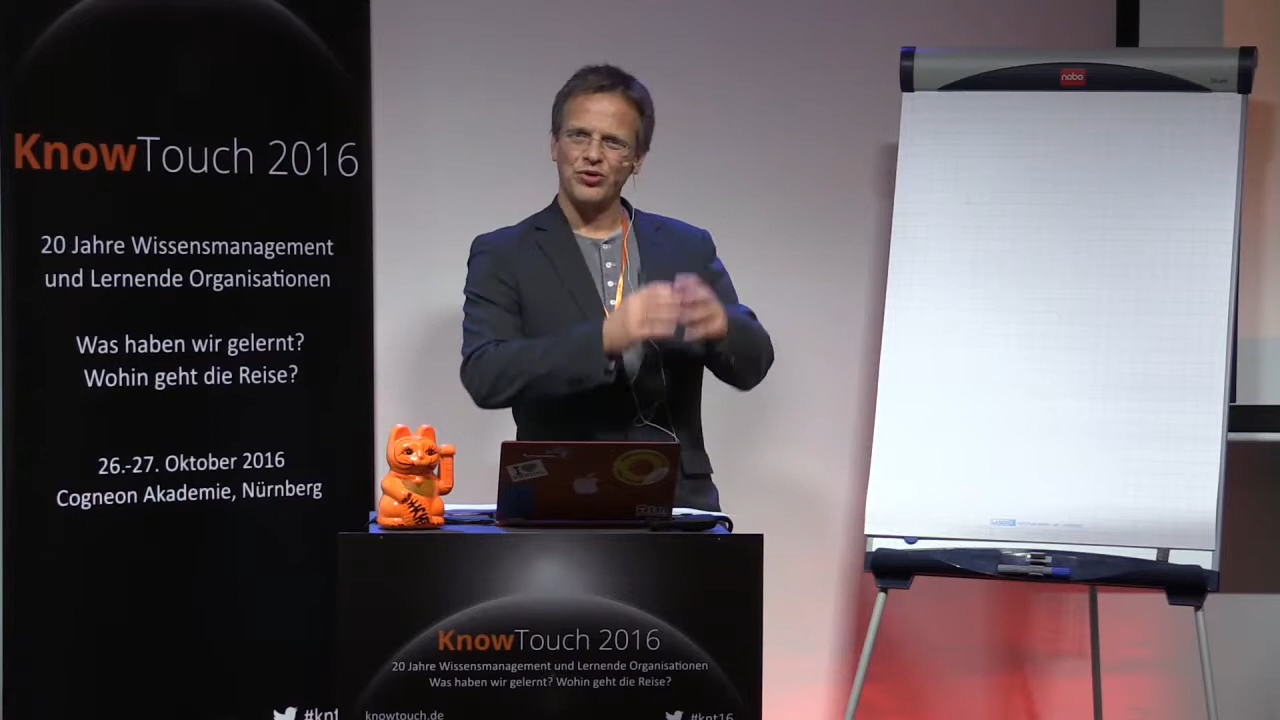 KnowTouch 2016
20 Jahre Wissensmanagement
und Lernende Organisationen
Was haben wir gelernt?
Wohin geht die Reise?
26.-27. Oktober 2016
Cogneon Akademie, Nürnberg
#knt
nobo
KnowTouch 2016
20 Jahre Wissensmanagement und Lernende Organisationen
Was haben wir gelernt? Wohin geht die Reise?
knowtouch.de
#knt16